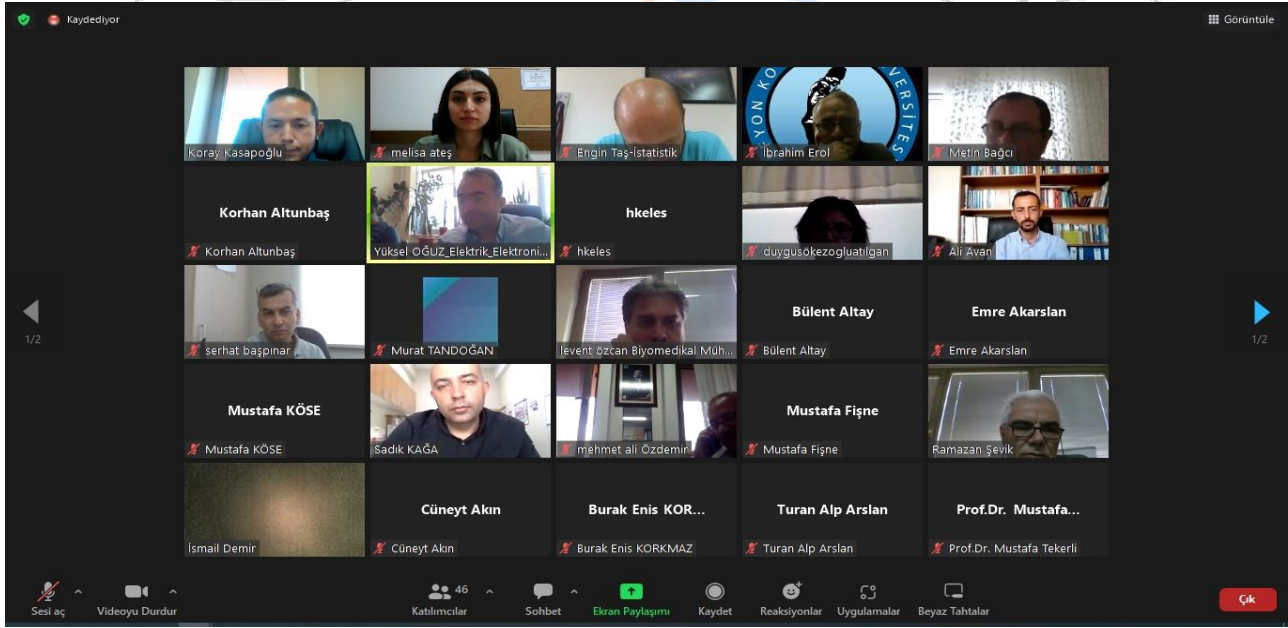 Kaydediyor
Görüntüle
YON KO
VERSİTES
Koray Kasapoğlu
melisa ateş
Engin Taş-İstatistik
İbrahim Erol
Metin Bağcı
Korhan Altunbaş
Korhan Altunbaş
Yüksel OĞUZ_Elektrik_Elektroni...
hkeles
hkeles
duygusökezogluatılgan
Ali Avan
serhat başpınar
Murat TANDOĞAN
levent özcan Biyomedikal Müh...
Bülent Altay
Bülent Altay
Emre Akarslan
Emre Akarslan
1/2
1/2
Mustafa KÖSE
Mustafa KÖSE
Sadık KAĞA
mehmet ali Özdemir
Mustafa Fişne
Mustafa Fişne
Ramazan Şevik
İsmail Demir
Cüneyt Akın
Cüneyt Akın
Burak Enis KOR...
Burak Enis KORKMAZ
Turan Alp Arslan
Turan Alp Arslan
Prof.Dr. Mustafa...
Prof.Dr. Mustafa Tekerli
Sesi aç
Videoyu Durdur
46
Katılımcılar
Sohbet
Ekran Paylaşımı
Kaydet
Reaksiyonlar
Uygulamalar
Beyaz Tahtalar
Çık